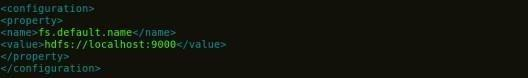 <configuration>
<property>
<name>fs.default.name</name>
<value>hdfs://localhost:9000</value>
</property>
</configuration>